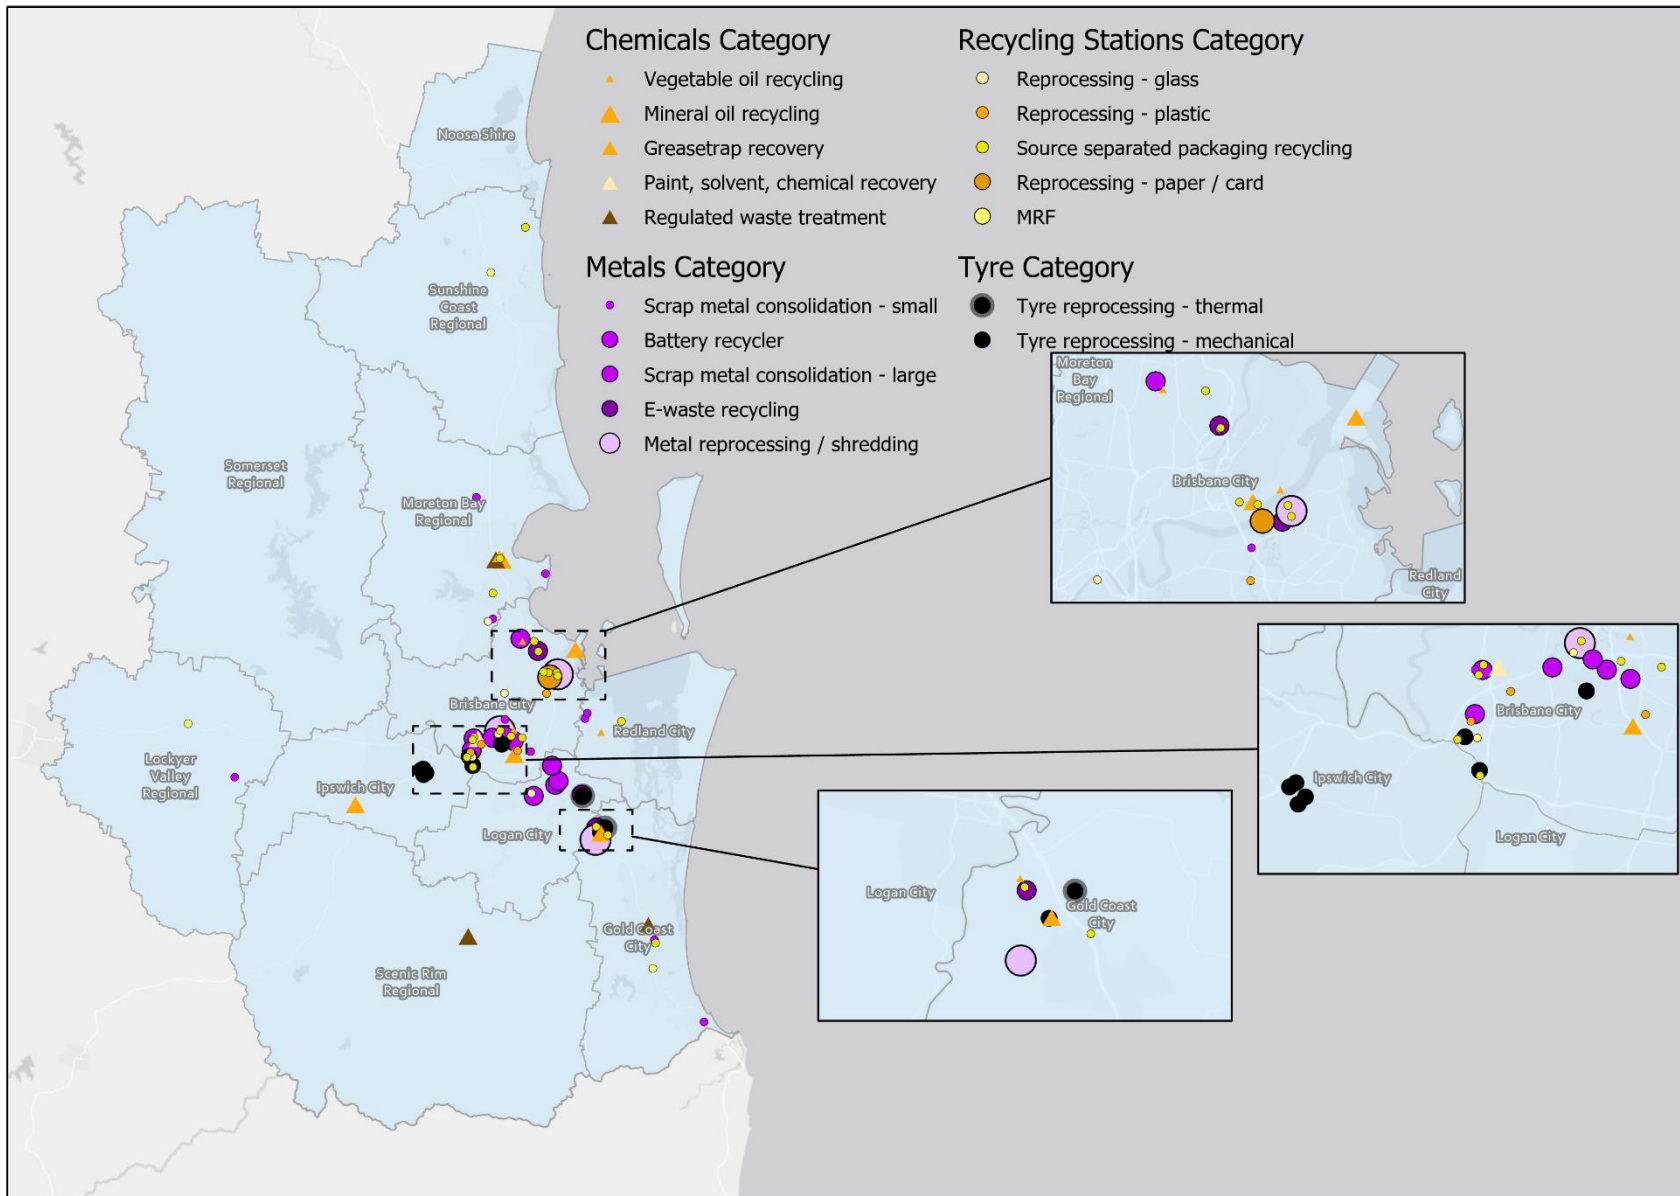 Chemicals Category
Vegetable oil recycling
Mineral oil recycling
Greasetrap recovery
Paint, solvent, chemical recovery
Regulated waste treatment
Metals Category
Scrap metal consolidation - small
Battery recycler
Scrap metal consolidation - large
E-waste recycling
Metal reprocessing / shredding
Recycling Stations Category
Reprocessing - glass
Reprocessing - plastic
Source separated packaging recycling
Reprocessing - paper / card
MRF
Tyre Category
Tyre reprocessing - thermal
Tyre reprocessing - mechanical
Noosa Shire
Sunshine
Coast
Regional
Somerset
Regional
Moreton Bay
Regional
Brisbane City
Redland City
Lockyer
Valley
Regional
Ipswich City
Logan City
Gold Coast
City
Scenic Rim
Regional
Moreton
Bay
Regional
Brisbane City
Redland
City
Brisbane City
Ipswich City
Logan City
Logan City
Gold Coast
City